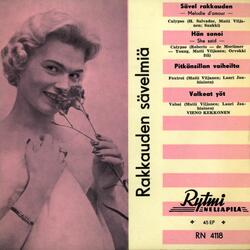 Rakkauden sävelmiä
Sävel rakkauden
— Melodie d'amour —
Calypso (H. Salvador, Matti Viljanen; Saukki)
Hän sanoi
— She said —
Calypso (Roberta — de Mortimer
— Young, Matti Viljanen; Orvokki
Itä)
Pitkänsillan vaiheilta
Foxtrot (Matti Viljanen; Lauri Jauhiainen)
Valkeat yöt
Valssi (Matti Viljanen; Lauri Jauhiainen)
VIENO KEKKONEN
Rytmi
NELIAPILA
45 EP
RN 4118